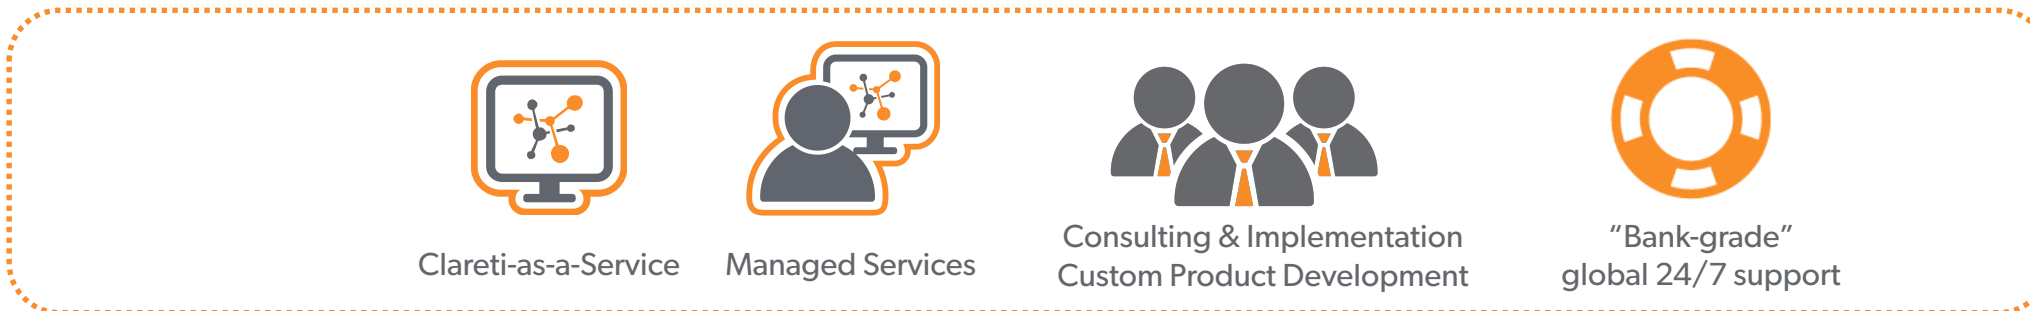 Clareti-as-a-Service
Managed Services
Consulting & Implementation
Custom Product Development
“Bank-grade”
global 24/7 support